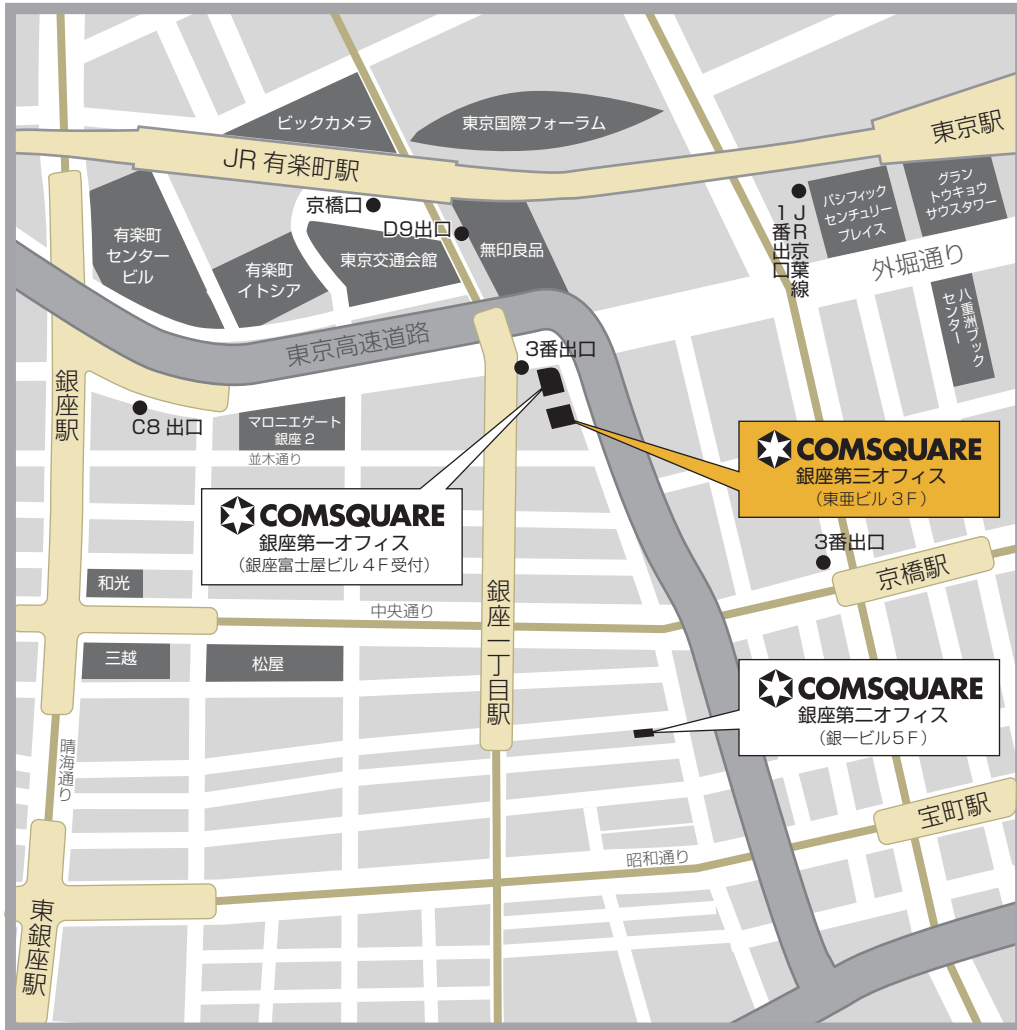 ビックカメラ
東京国際フォーラム
東京駅
JR 有楽町駅
京橋口
D9出口
無印良品
JR京葉線
1番出口
パシフィック
センチュリー
プレイス
グラン
トウキョウ
サウスタワー
有楽町
センター
ビル
有楽町
イトシア
東京交通会館
外堀通り
八重洲ブック
センター
東京高速道路
3番出口
銀座駅
C8 出口
マロニエゲート
銀座 2
並木通り
COMSQUARE
銀座第三オフィス
(東亜ビル 3F)
COMSQUARE
銀座第一オフィス
(銀座富士屋ビル 4F受付)
3番出口
京橋駅
和光
中央通り
銀座一丁目駅
三越
松屋
COMSQUARE
銀座第二オフィス
(銀一ビル5F)
晴海通り
宝町駅
昭和通り
東銀座駅